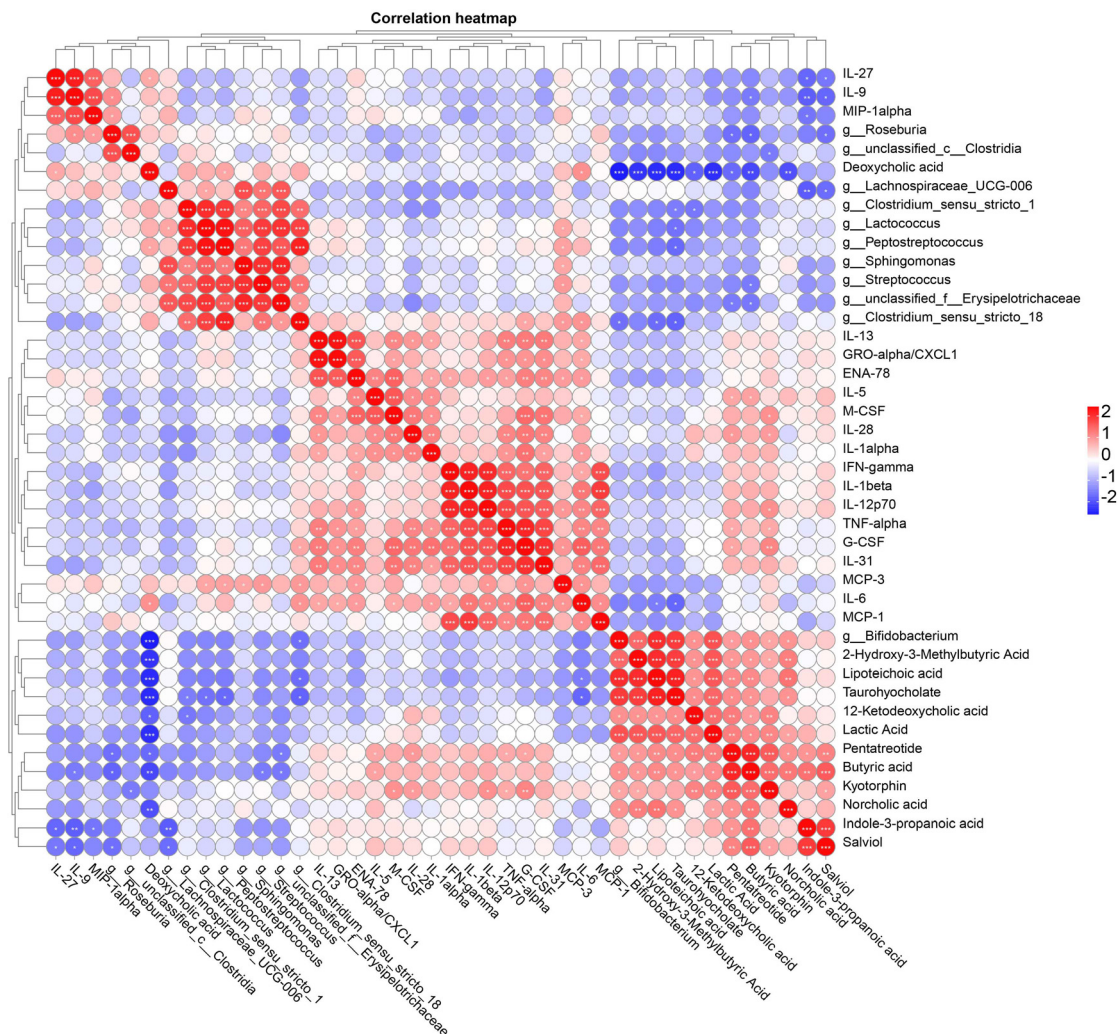 Correlation heatmap
IL-27
IL-9
MIP-1alpha
g__Roseburia
g__unclassified_c__Clostridia
Deoxycholic acid
g__Lachnospiraceae_UCG-006
g__Clostridium_sensu_stricto_1
g__Lactococcus
g__Peptostreptococcus
g__Sphingomonas
g__Streptococcus
g__unclassified_f__Erysipelotrichaceae
g__Clostridium_sensu_stricto_18
IL-13
GRO-alpha/CXCL1
ENA-78
IL-5
M-CSF
IL-28
IL-1alpha
IFN-gamma
IL-1beta
IL-12p70
TNF-alpha
G-CSF
IL-31
MCP-3
IL-6
MCP-1
g__Bifidobacterium
2-Hydroxy-3-Methylbutyric Acid
Lipoteichoic acid
Taurohyocholate
12-Ketodeoxycholic acid
Lactic Acid
Pentatreotide
Butyric acid
Kyotorphin
Norcholic acid
Indole-3-propanoic acid
Salviol
2
1
0
-1
-2
IL-27
IL-9
MIP-1alpha
g__Roseburia
g__unclassified_c__Clostridia
Deoxycholic acid
g__Lachnospiraceae_UCG-006
g__Clostridium_sensu_stricto_1
g__Lactococcus
g__Peptostreptococcus
g__Sphingomonas
g__Streptococcus
g__unclassified_f__Erysipelotrichaceae
g__Clostridium_sensu_stricto_18
IL-13
GRO-alpha/CXCL1
ENA-78
IL-5
M-CSF
IL-28
IL-1alpha
IFN-gamma
IL-1beta
IL-12p70
TNF-alpha
G-CSF
IL-31
MCP-3
IL-6
MCP-1
g__Bifidobacterium
2-Hydroxy-3-Methylbutyric Acid
Lipoteichoic acid
Taurohyocholate
12-Ketodeoxycholic acid
Lactic Acid
Pentatreotide
Butyric acid
Kyotorphin
Norcholic acid
Indole-3-propanoic acid
Salviol